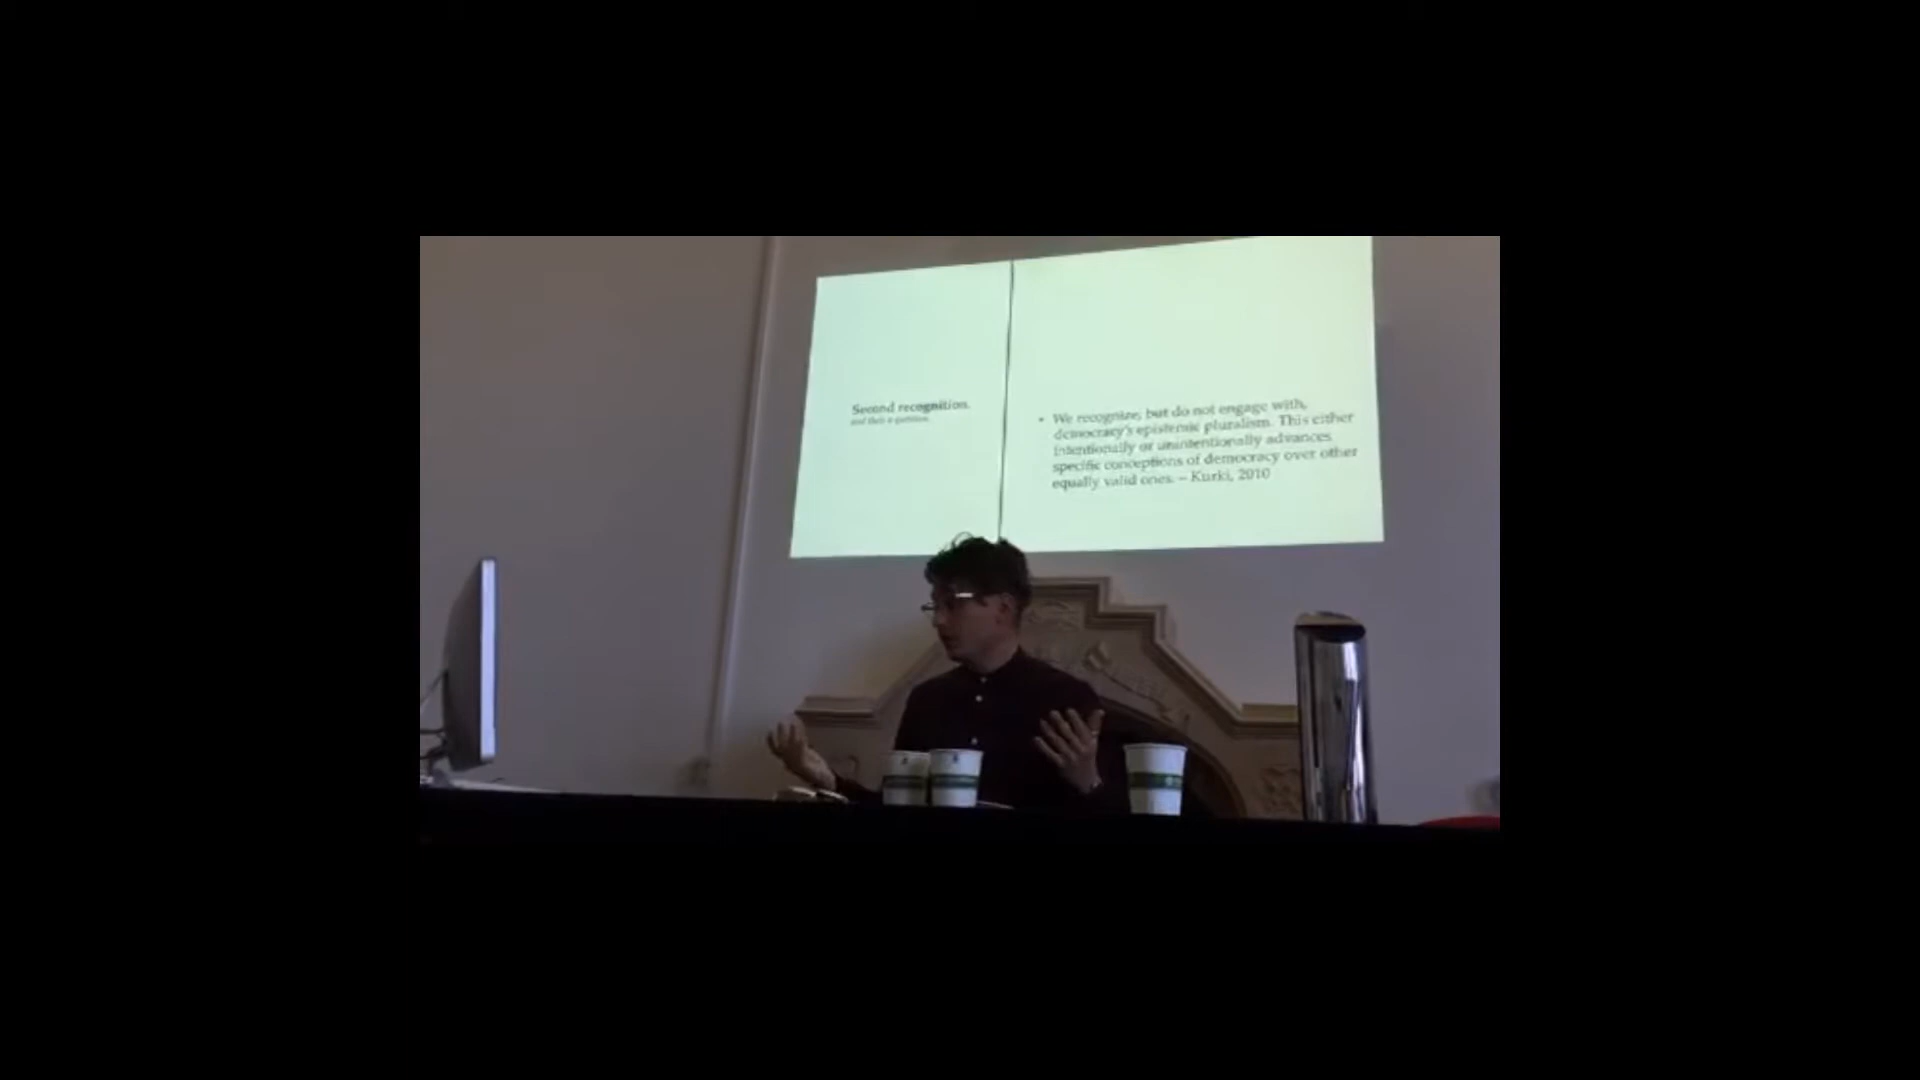 Second recognition.
We recognize, but do not engage with,
democracy's epistemic pluralism. This either
intentionally or unintentionally advances
specific conceptions of democracy over other
equally valid ones. – Kurki, 2010